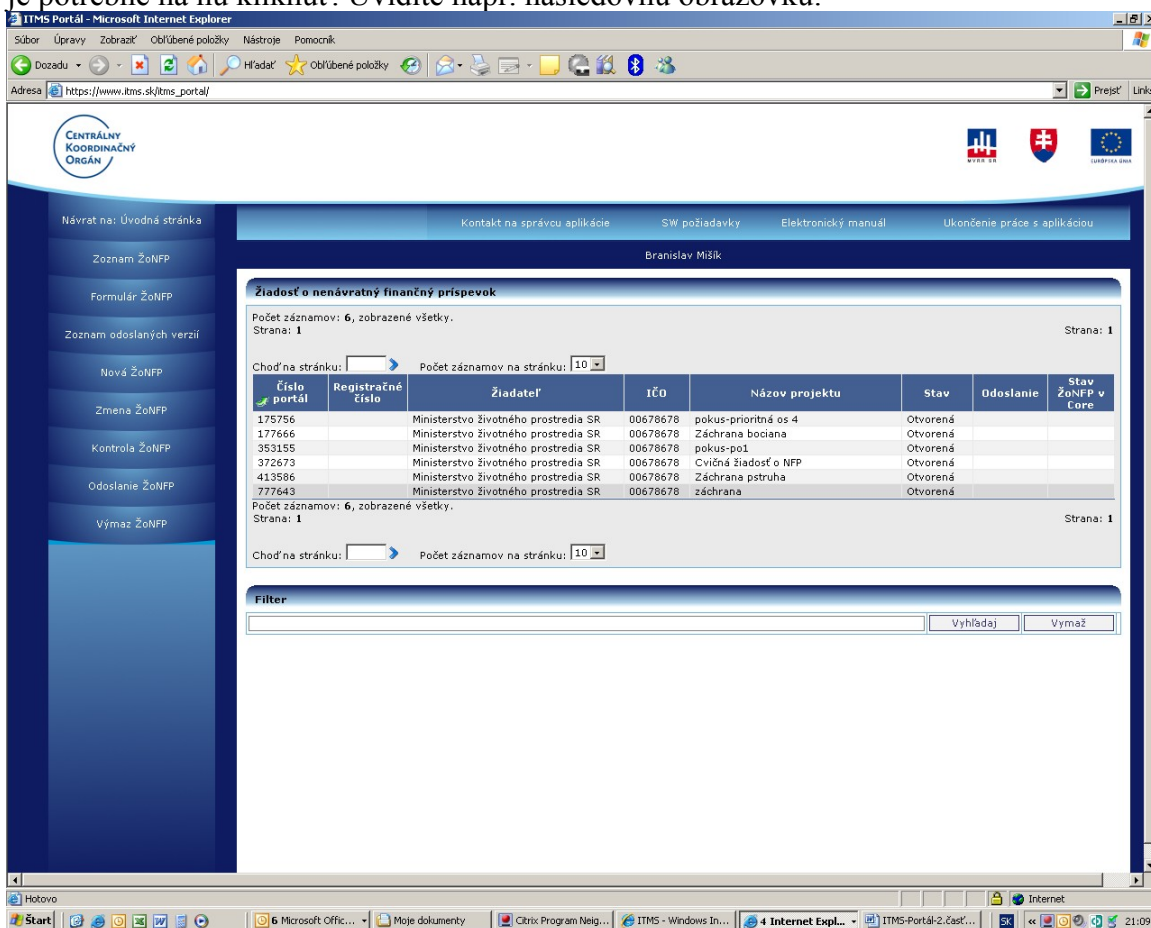 je potrebné na ňu kliknúť. Uvidíte napr. následovnú obrazovku:
ITMS Portál - Microsoft Internet Explorer
Súbor Úpravy Zobraziť Obľúbené položky Nástroje Pomocník
Dozadu Hľadať Obľúbené položky
Adresa https://www.itms.sk/itms_portal/ Prejsť Links
CENTRÁLNY
KOORDINAČNÝ
ORGÁN
MVRR SR EURÓPSKA ÚNIA
Návrat na: Úvodná stránka
Kontakt na správcu aplikácie SW požiadavky Elektronický manuál Ukončenie práce s aplikáciou
Zoznam ŽoNFP
Formulár ŽoNFP
Zoznam odoslaných verzií
Nová ŽoNFP
Zmena ŽoNFP
Kontrola ŽoNFP
Odoslanie ŽoNFP
Výmaz ŽoNFP
Branislav Mišík
Žiadosť o nenávratný finančný príspevok
Počet záznamov: 6, zobrazené všetky.
Strana: 1 Strana: 1
Choď na stránku: Počet záznamov na stránku: 10
Číslo portál Registračné číslo Žiadateľ IČO Názov projektu Stav Odoslanie Stav ŽoNFP v Core
175756 Ministerstvo životného prostredia SR 00678678 pokus-prioritná os 4 Otvorená
177666 Ministerstvo životného prostredia SR 00678678 Záchrana bociana Otvorená
353155 Ministerstvo životného prostredia SR 00678678 pokus-po1 Otvorená
372673 Ministerstvo životného prostredia SR 00678678 Cvičná žiadosť o NFP Otvorená
413586 Ministerstvo životného prostredia SR 00678678 Záchrana pstruha Otvorená
777643 Ministerstvo životného prostredia SR 00678678 záchrana Otvorená
Počet záznamov: 6, zobrazené všetky.
Strana: 1 Strana: 1
Choď na stránku: Počet záznamov na stránku: 10
Filter
Vyhľadaj Vymaž
Hotovo Internet
Štart 6 Microsoft Offic... Moje dokumenty Citrix Program Neig... ITMS - Windows In... 4 Internet Expl... ITMS-Portál-2.časť... SK 21:09